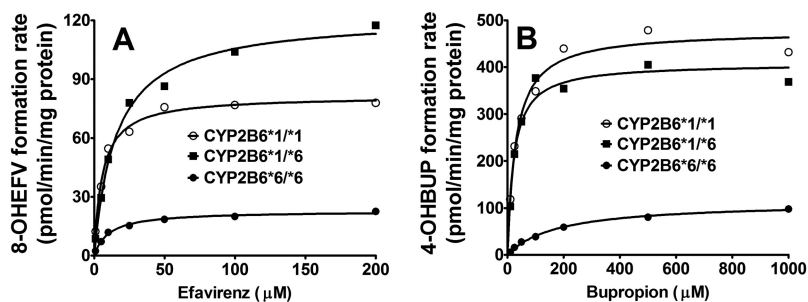 A
8-OHEFV formation rate
(pmol/min/mg protein)
120
90
60
30
0
CYP2B6*1/*1
CYP2B6*1/*6
CYP2B6*6/*6
0 50 100 150 200
Efavirenz (μM)
B
4-OHBUP formation rate
(pmol/min/mg protein)
500
400
300
200
100
0
CYP2B6*1/*1
CYP2B6*1/*6
CYP2B6*6/*6
0 200 400 600 800 1000
Bupropion (μM)